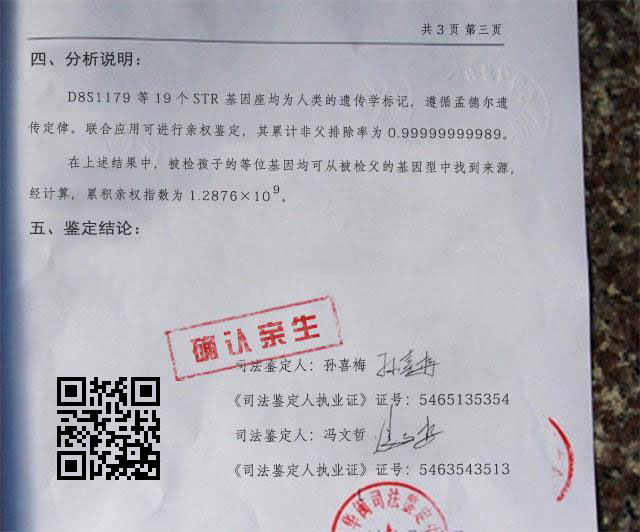 共 3 页 第三页
四、分析说明：
D8S1179 等 19 个 STR 基因座均为人类的遗传学标记，遵循孟德尔遗
传定律。联合应用可进行亲权鉴定，其累计非父排除率为 0.99999999989。
在上述结果中，被检孩子的等位基因均可从被检父的基因型中找到来源，
经计算，累积亲权指数为 1.2876×10⁹。
五、鉴定结论：
确认亲生
司法鉴定人：孙喜梅 孙喜梅
《司法鉴定人执业证》证号：5465135354
司法鉴定人：冯文哲
《司法鉴定人执业证》证号：5463543513
华闽司法鉴定